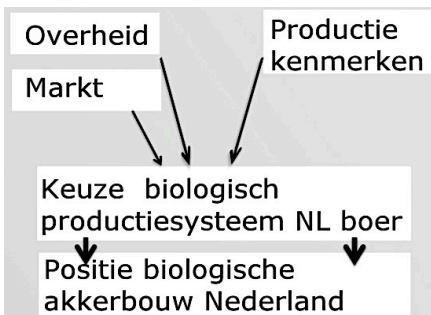 Overheid
Productie
kenmerken
Markt
Keuze biologisch
productiesysteem NL boer
Positie biologische
akkerbouw Nederland